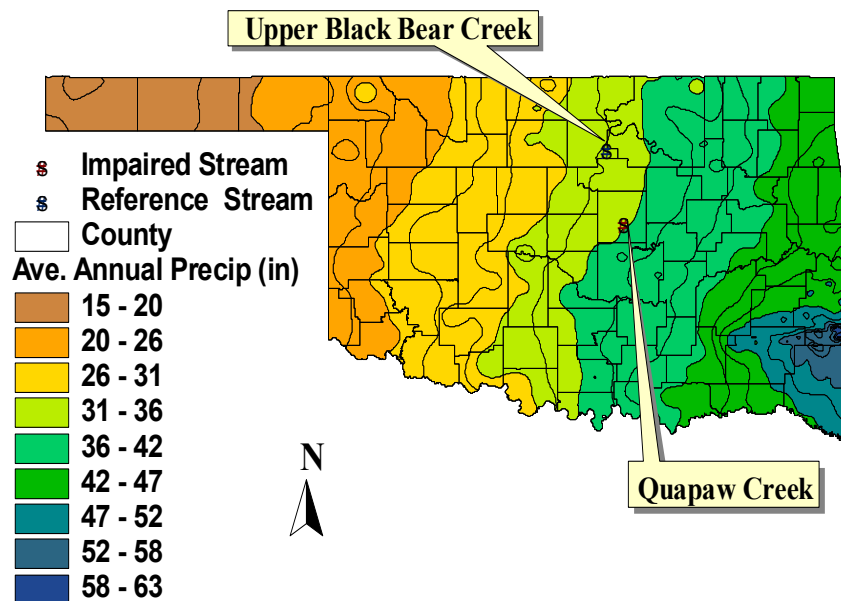 Upper Black Bear Creek
Impaired Stream
Reference Stream
County
Ave. Annual Precip (in)
15 - 20
20 - 26
26 - 31
31 - 36
36 - 42
42 - 47
47 - 52
52 - 58
58 - 63
N
Quapaw Creek